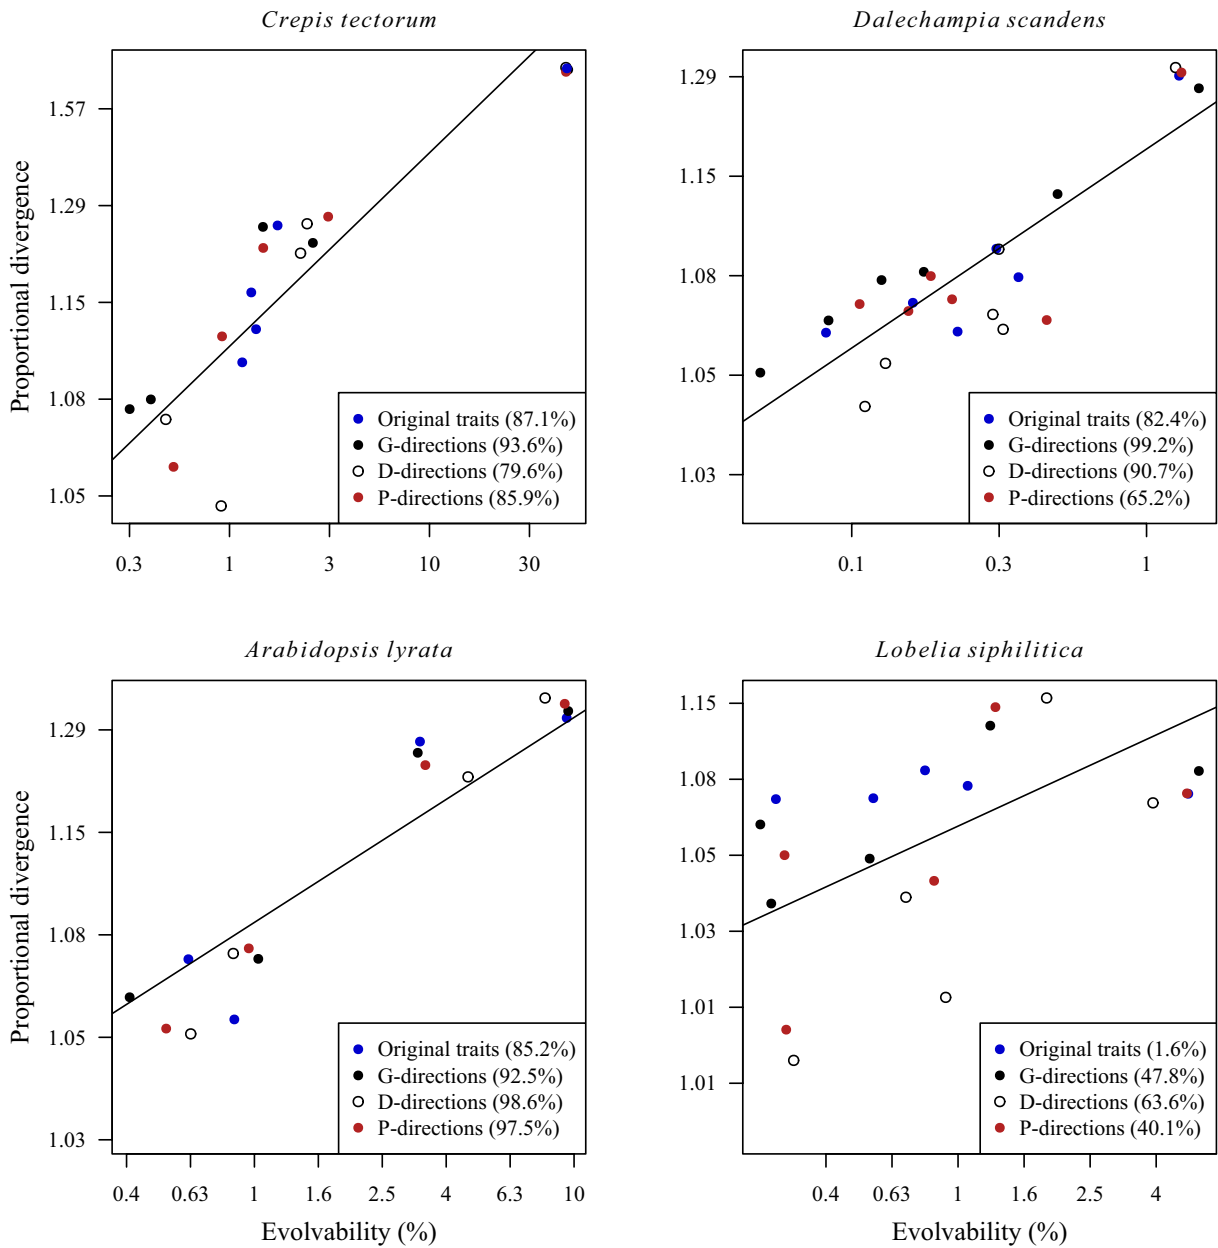 Crepis tectorum
Proportional divergence
1.57
1.29
1.15
1.08
1.05
Original traits (87.1%)
G-directions (93.6%)
D-directions (79.6%)
P-directions (85.9%)
0.3 1 3 10 30
Dalechampia scandens
1.29
1.15
1.08
1.05
1.03
Original traits (82.4%)
G-directions (99.2%)
D-directions (90.7%)
P-directions (65.2%)
0.1 0.3 1
Arabidopsis lyrata
Proportional divergence
1.29
1.15
1.08
1.05
1.03
Original traits (85.2%)
G-directions (92.5%)
D-directions (98.6%)
P-directions (97.5%)
0.4 0.63 1 1.6 2.5 4 6.3 10
Evolvability (%)
Lobelia siphilitica
1.15
1.08
1.05
1.03
1.01
1.01
Original traits (1.6%)
G-directions (47.8%)
D-directions (63.6%)
P-directions (40.1%)
0.4 0.63 1 1.6 2.5 4
Evolvability (%)